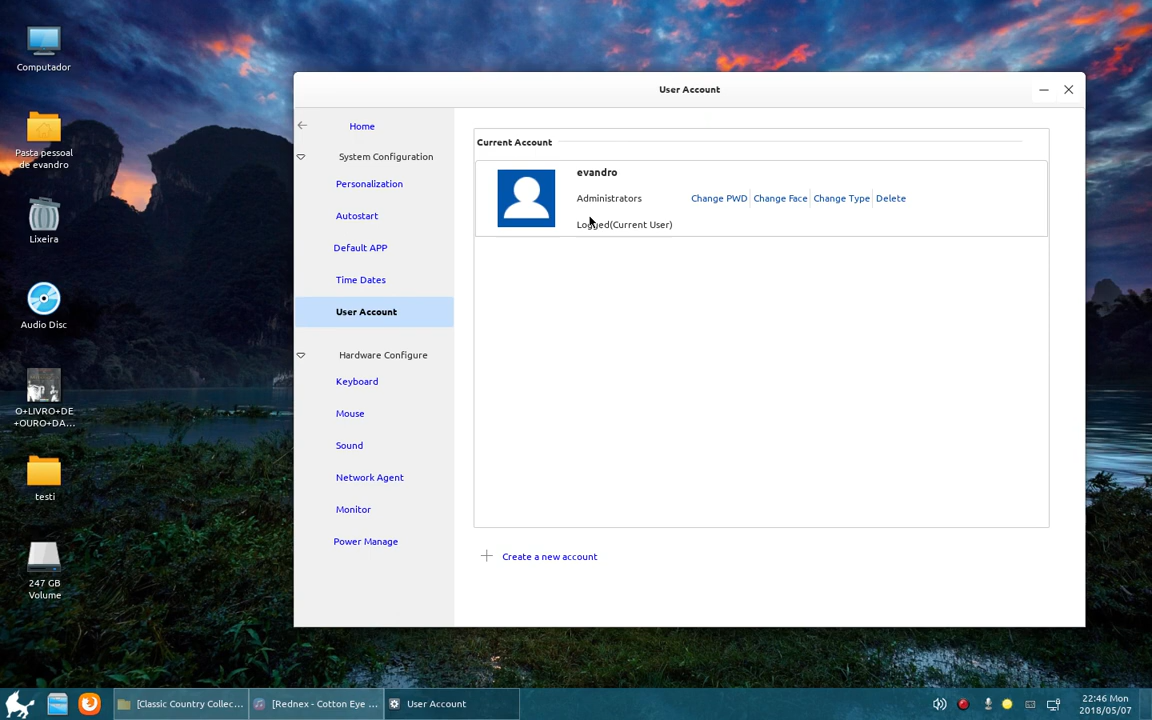 Computador
Pasta pessoal
de evandro
Lixeira
Audio Disc
O+LIVRO+DE
+OURO+DA...
testi
247 GB
Volume
User Account
Home
System Configuration
Personalization
Autostart
Default APP
Time Dates
User Account
Hardware Configure
Keyboard
Mouse
Sound
Network Agent
Monitor
Power Manage
Current Account
evandro
Administrators
Change PWD
Change Face
Change Type
Delete
Logged(Current User)
Create a new account
[Classic Country Collec...
[Rednex - Cotton Eye ...
User Account
22:46 Mon
2018/05/07